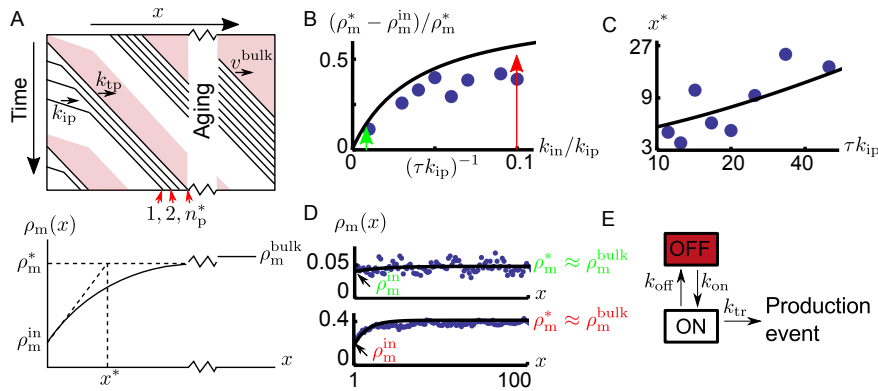 A
x
Time
k_ip
k_tp
Aging
v^bulk
1, 2, n_p^*
ρ_m(x)
ρ_m^*
ρ_m^in
ρ_m^bulk
x^*
x
B
(ρ_m^* − ρ_m^in)/ρ_m^*
0.5
0
0
(τk_ip)^−1
0.1
k_in/k_ip
C
x^*
27
9
3
10
20
40
τk_ip
D
ρ_m(x)
0.05
0
ρ_m^in
x
ρ_m^* ≈ ρ_m^bulk
0.4
0
ρ_m^in
ρ_m^* ≈ ρ_m^bulk
1
100
x
E
OFF
k_off
k_on
ON
k_tr
Production
event